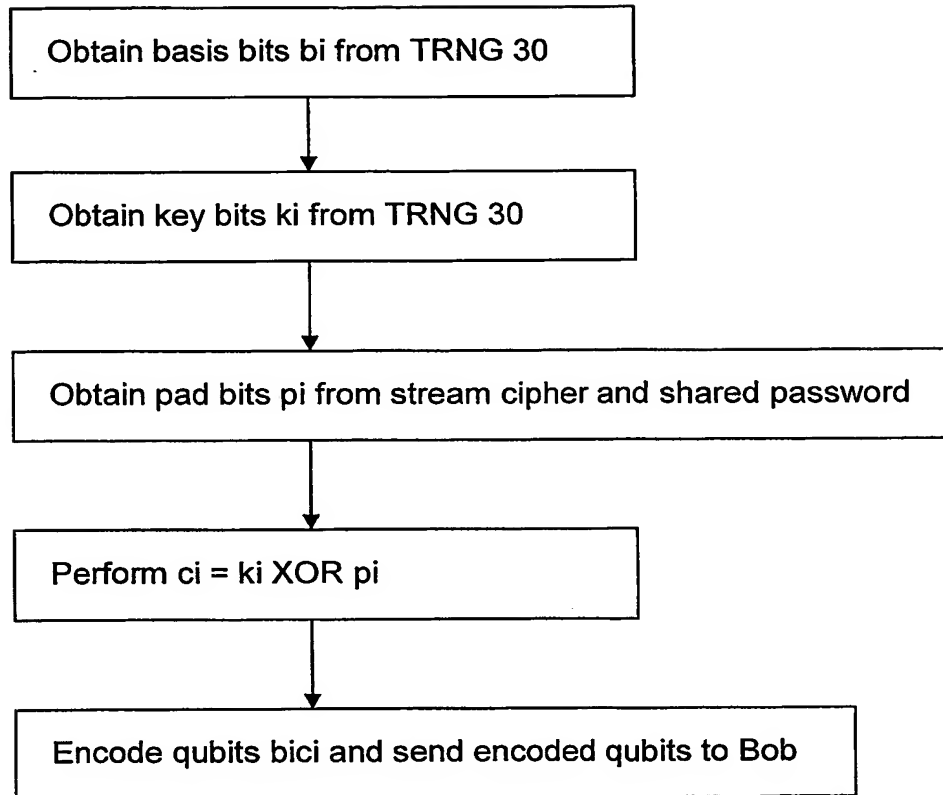 Obtain basis bits bi from TRNG 30
Obtain key bits ki from TRNG 30
Obtain pad bits pi from stream cipher and shared password
Perform ci = ki XOR pi
Encode qubits bici and send encoded qubits to Bob